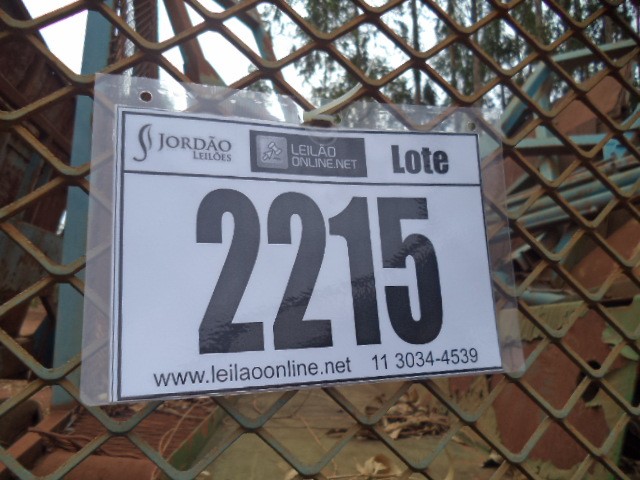 JORDÃO
LEILÕES
LEILÃO
ONLINE.NET
Lote
2215
www.leilaoonline.net 11 3034-4539